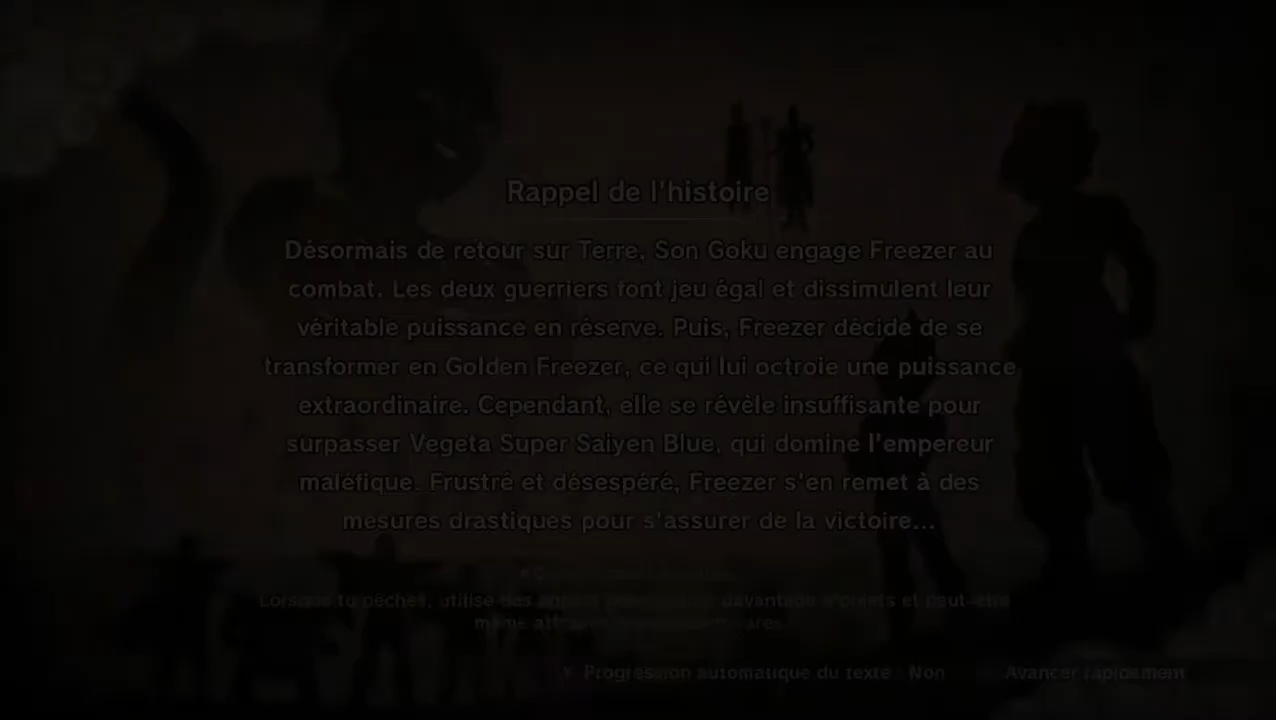 Rappel de l'histoire
Désormais de retour sur Terre, Son Goku engage Freezer au
combat. Les deux guerriers font jeu égal et dissimulent leur
véritable puissance en réserve. Puis, Freezer décide de se
transformer en Golden Freezer, ce qui lui octroie une puissance
extraordinaire. Cependant, elle se révèle insuffisante pour
surpasser Vegeta Super Saiyen Blue, qui domine l'empereur
maléfique. Frustré et désespéré, Freezer s'en remet à des
mesures drastiques pour s'assurer de la victoire...
Lorsque tu pêches, utilise des davantage d'objets et peut-être
même
Progression automatique du texte : Non
Avancer rapidement